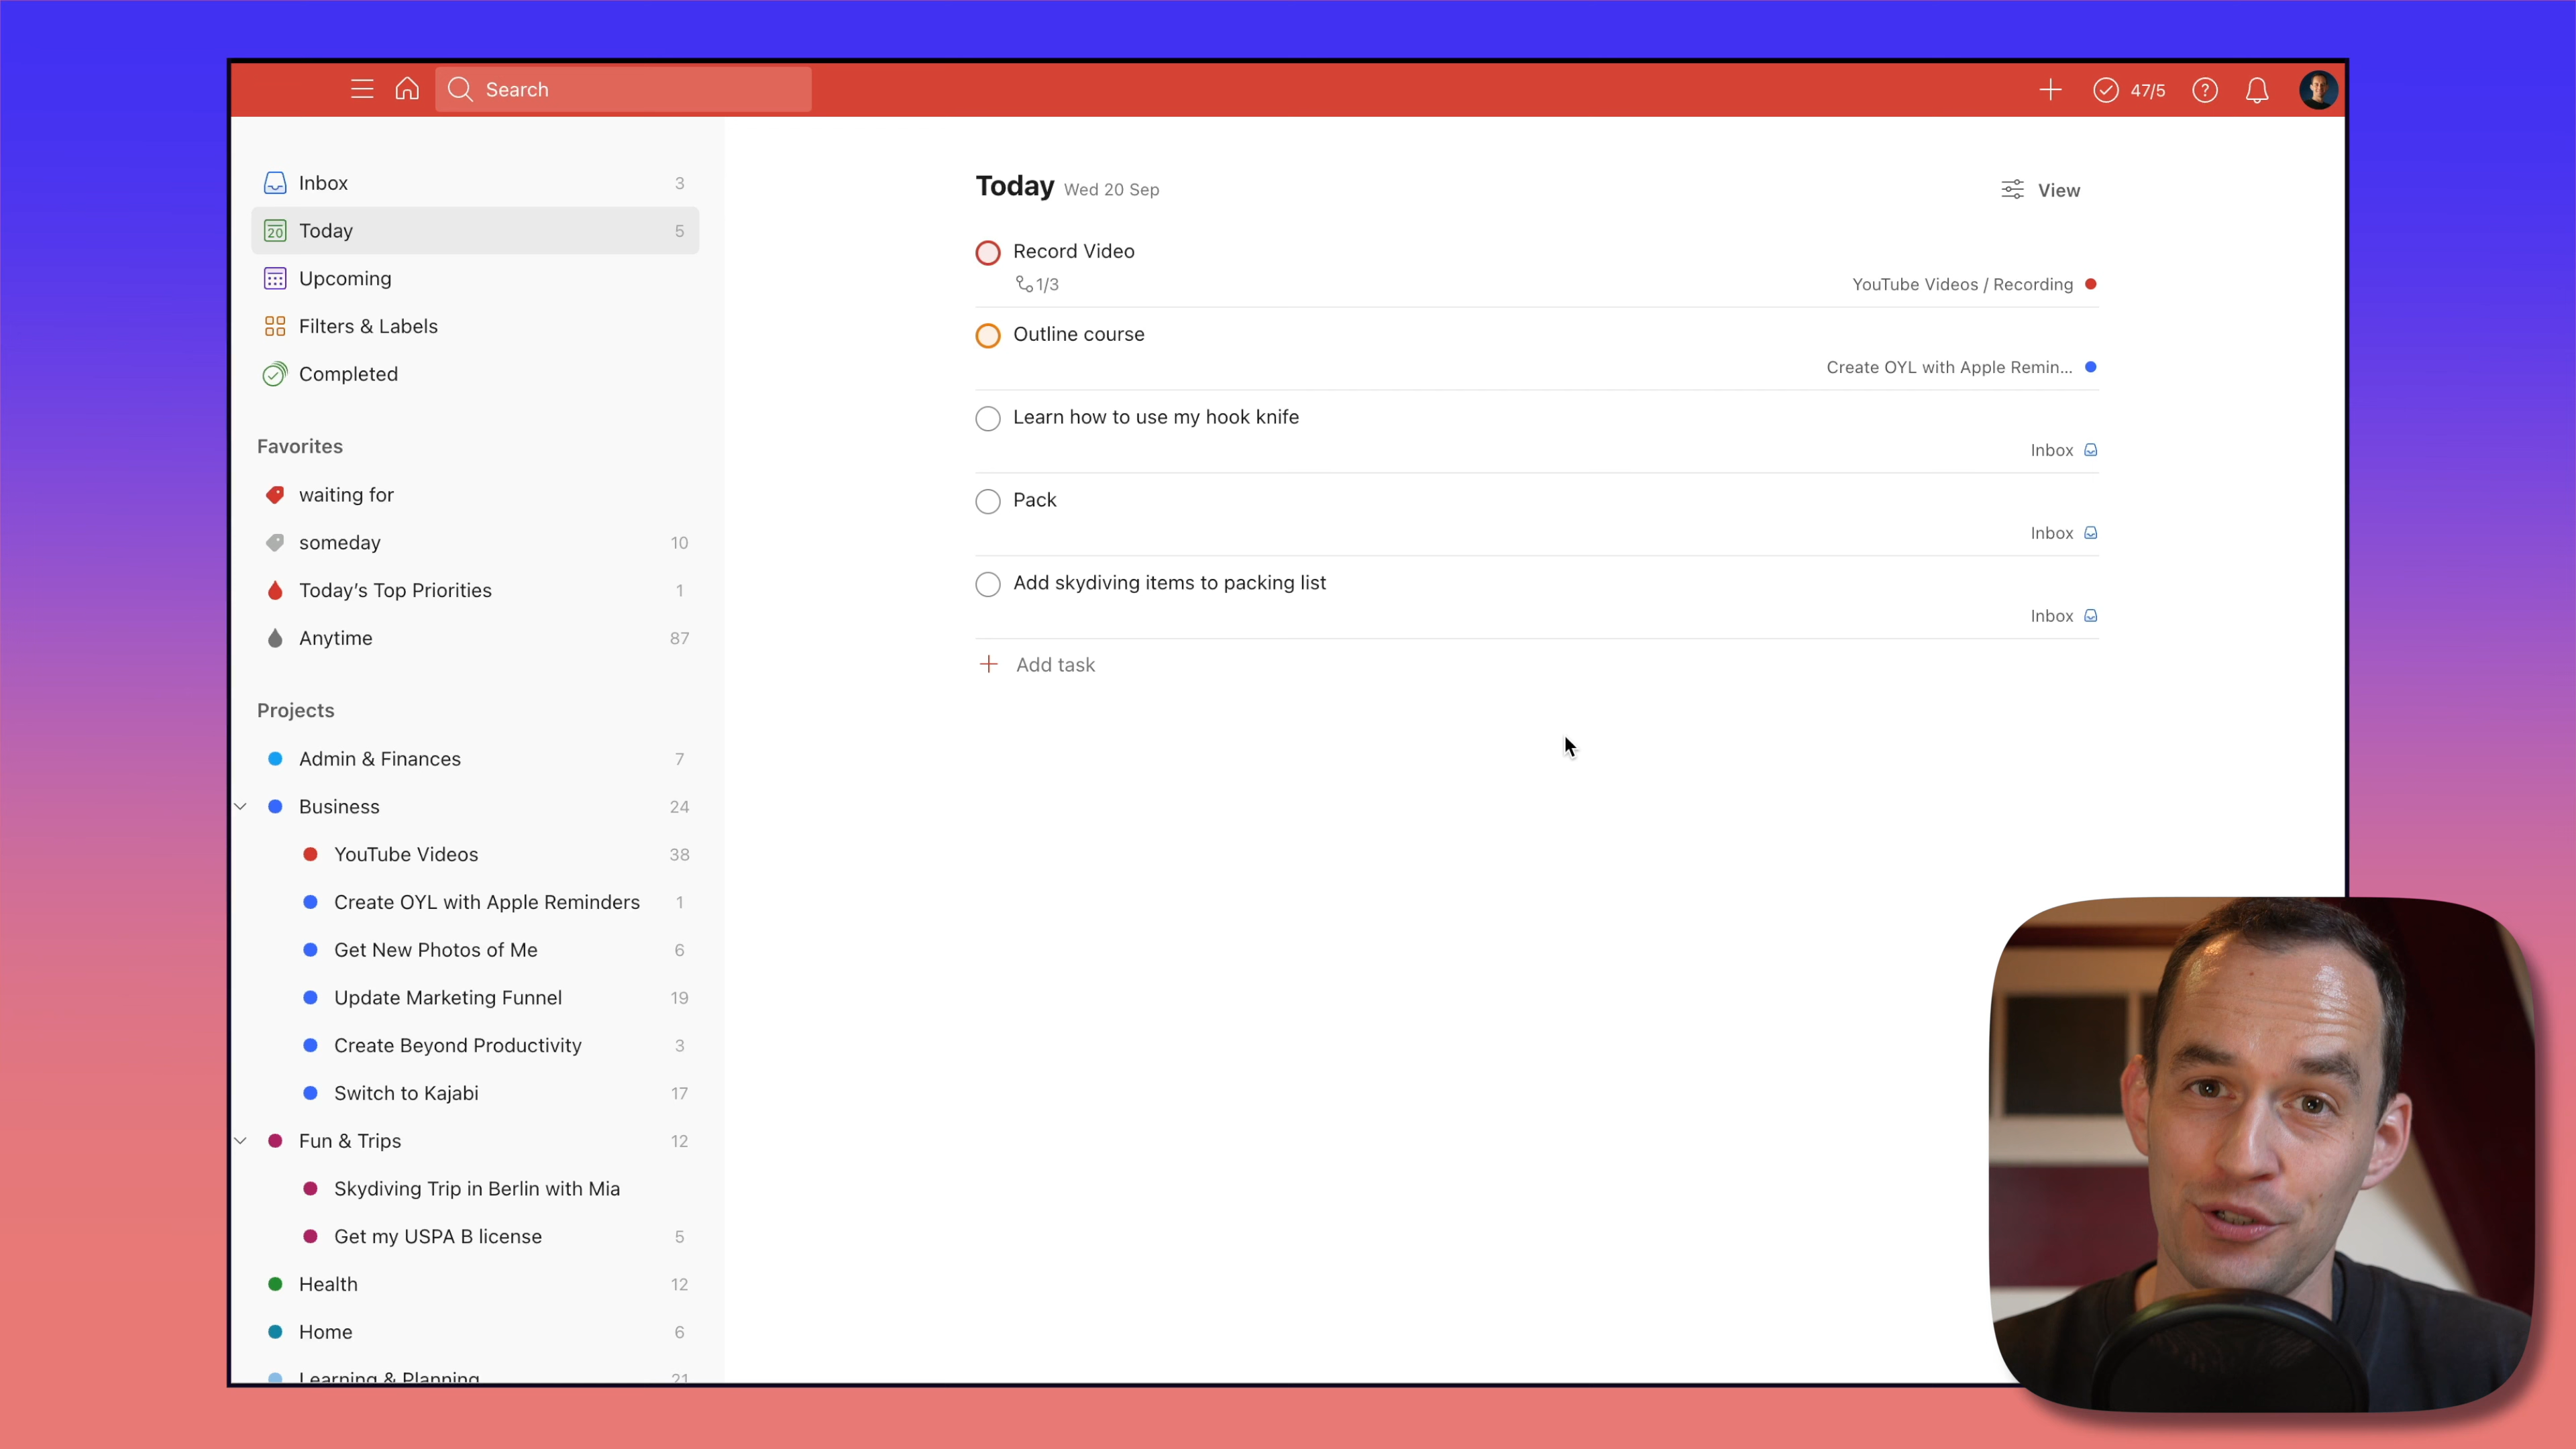 Search
47/5
Inbox 3
20 Today 5
Upcoming
Filters & Labels
Completed
Favorites
waiting for
someday 10
Today’s Top Priorities 1
Anytime 87
Projects
Admin & Finances 7
Business 24
YouTube Videos 38
Create OYL with Apple Reminders 1
Get New Photos of Me 6
Update Marketing Funnel 19
Create Beyond Productivity 3
Switch to Kajabi 17
Fun & Trips 12
Skydiving Trip in Berlin with Mia
Get my USPA B license 5
Health 12
Home 6
Learning & Planning 21
Today Wed 20 Sep
View
Record Video
1/3
YouTube Videos / Recording
Outline course
Create OYL with Apple Remin...
Learn how to use my hook knife
Inbox
Pack
Inbox
Add skydiving items to packing list
Inbox
+ Add task